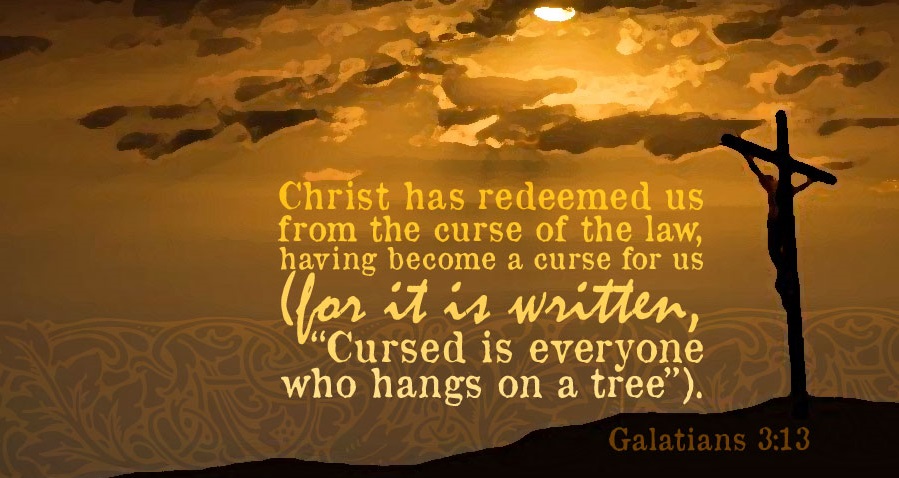 Christ has redeemed us
from the curse of the law,
having become a curse for us
(for it is written,
“Cursed is everyone
who hangs on a tree”).
Galatians 3:13